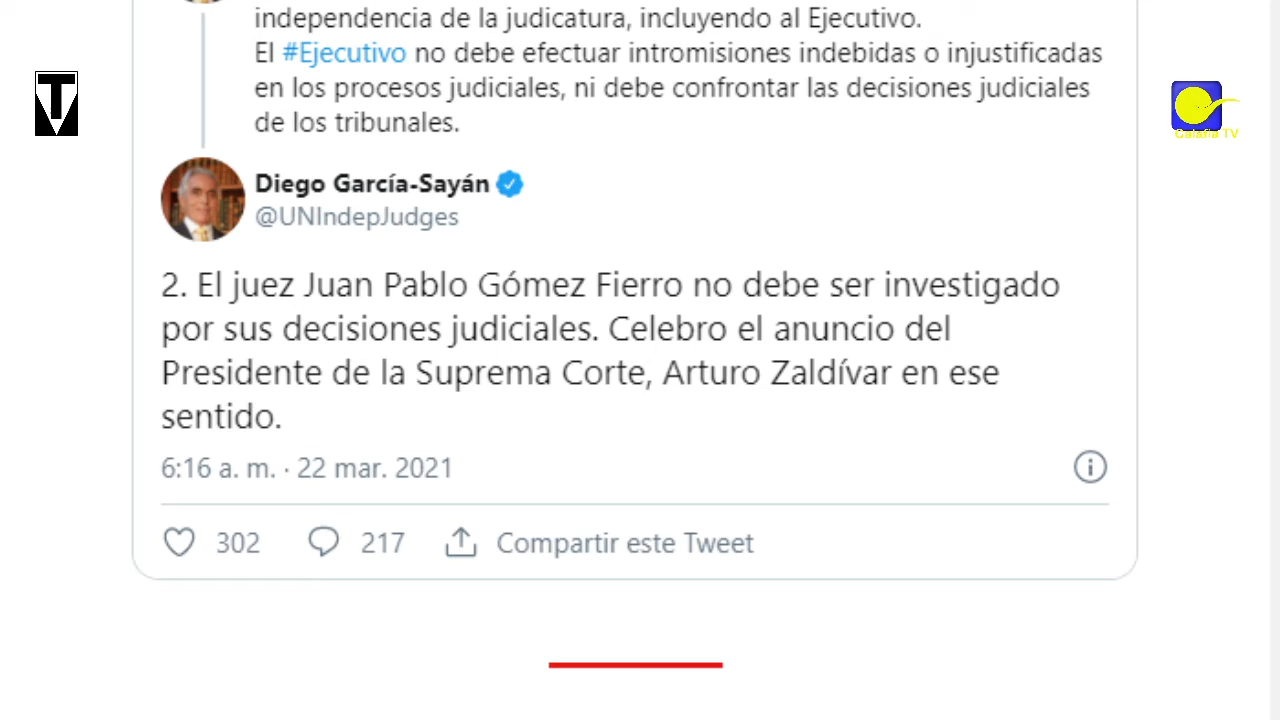 independencia de la judicatura, incluyendo al Ejecutivo.
El #Ejecutivo no debe efectuar intromisiones indebidas o injustificadas
en los procesos judiciales, ni debe confrontar las decisiones judiciales
de los tribunales.
Diego García-Sayán
@UNIndepJudges
2. El juez Juan Pablo Gómez Fierro no debe ser investigado
por sus decisiones judiciales. Celebro el anuncio del
Presidente de la Suprema Corte, Arturo Zaldívar en ese
sentido.
6:16 a. m. · 22 mar. 2021
302 217 Compartir este Tweet
TV
Calafia TV